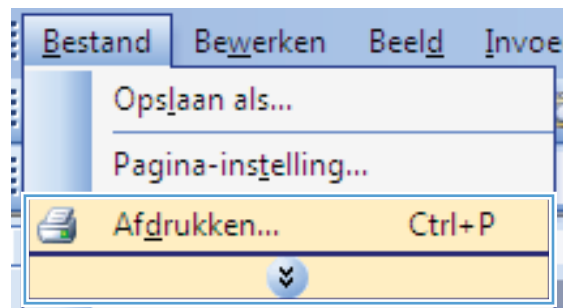 Bestand Bewerken Beeld Invoe
Opslaan als...
Pagina-instelling...
Afdrukken... Ctrl+P